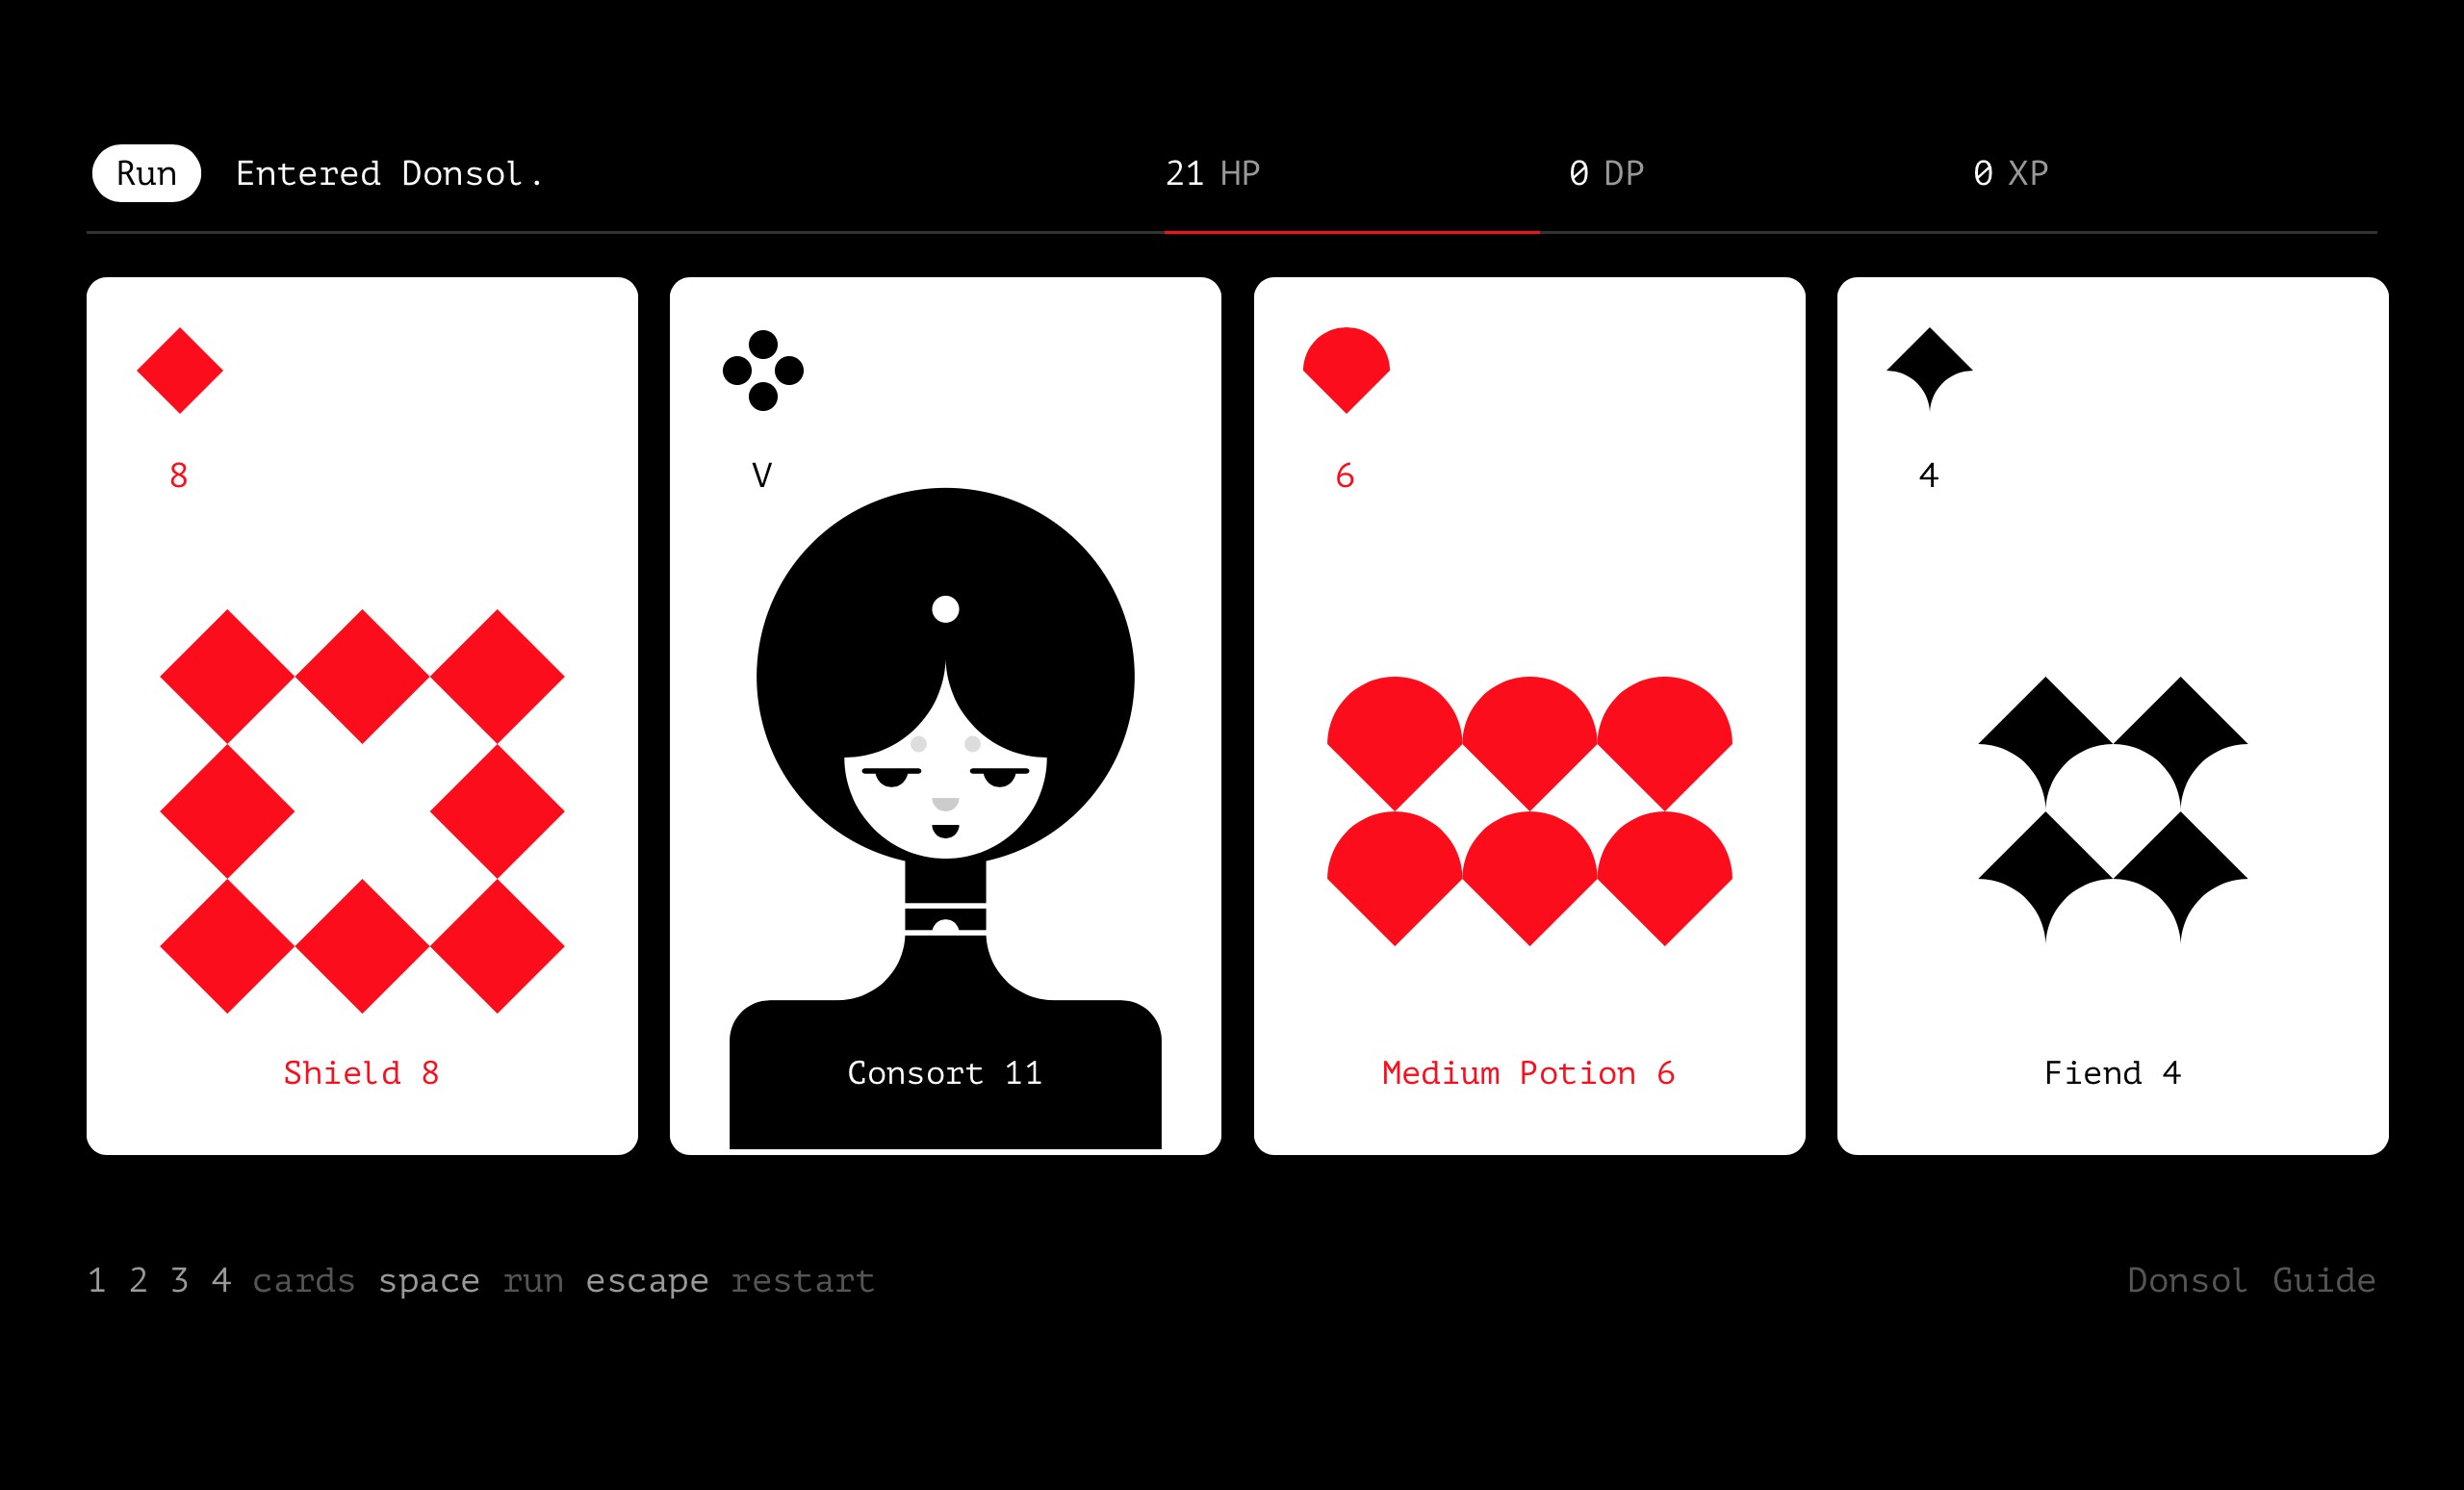 Run Entered Donsol. 21 HP 0 DP 0 XP
8 V 6 4
Shield 8 Consort 11 Medium Potion 6 Fiend 4
1 2 3 4 cards space run escape restart Donsol Guide